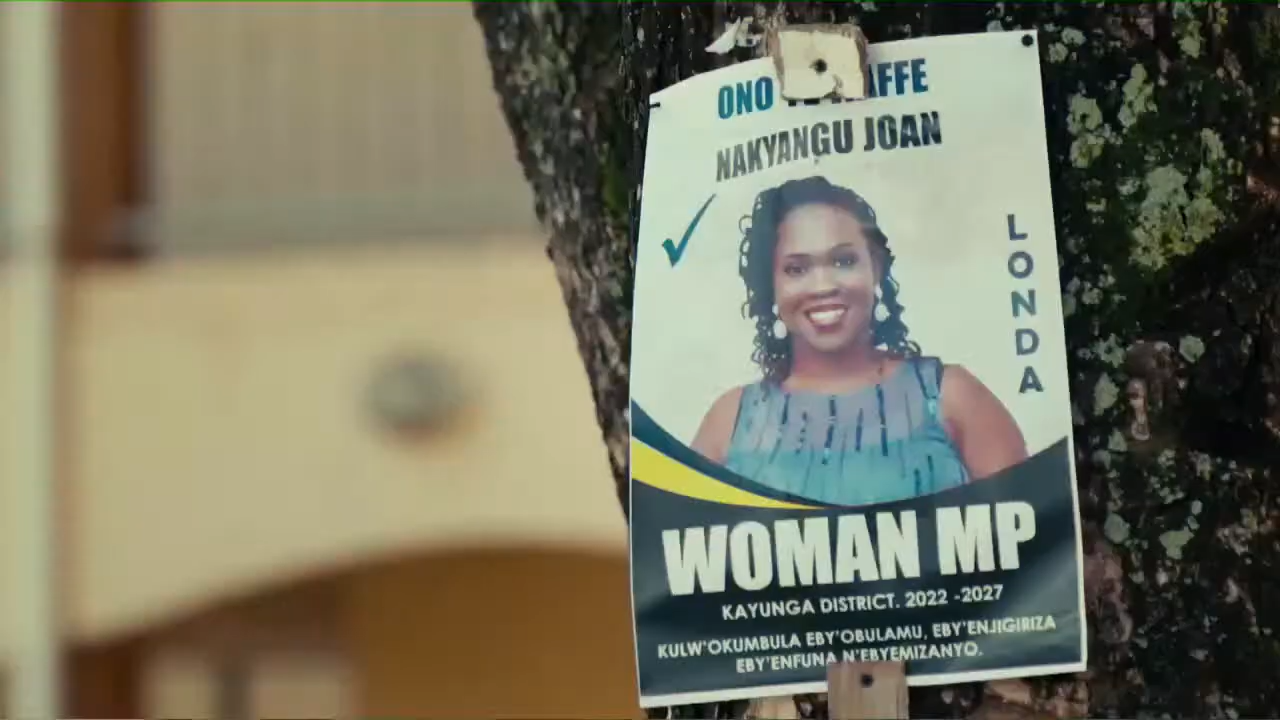 ONO
NAKYANGU JOAN
LONDA
WOMAN MP
KAYUNGA DISTRICT. 2022 -2027
KULW'OKUMBULA EBY'OBULAMU, EBY'ENJIGIRIZA
EBY'ENFUNA N'EBYEMIZANYO.